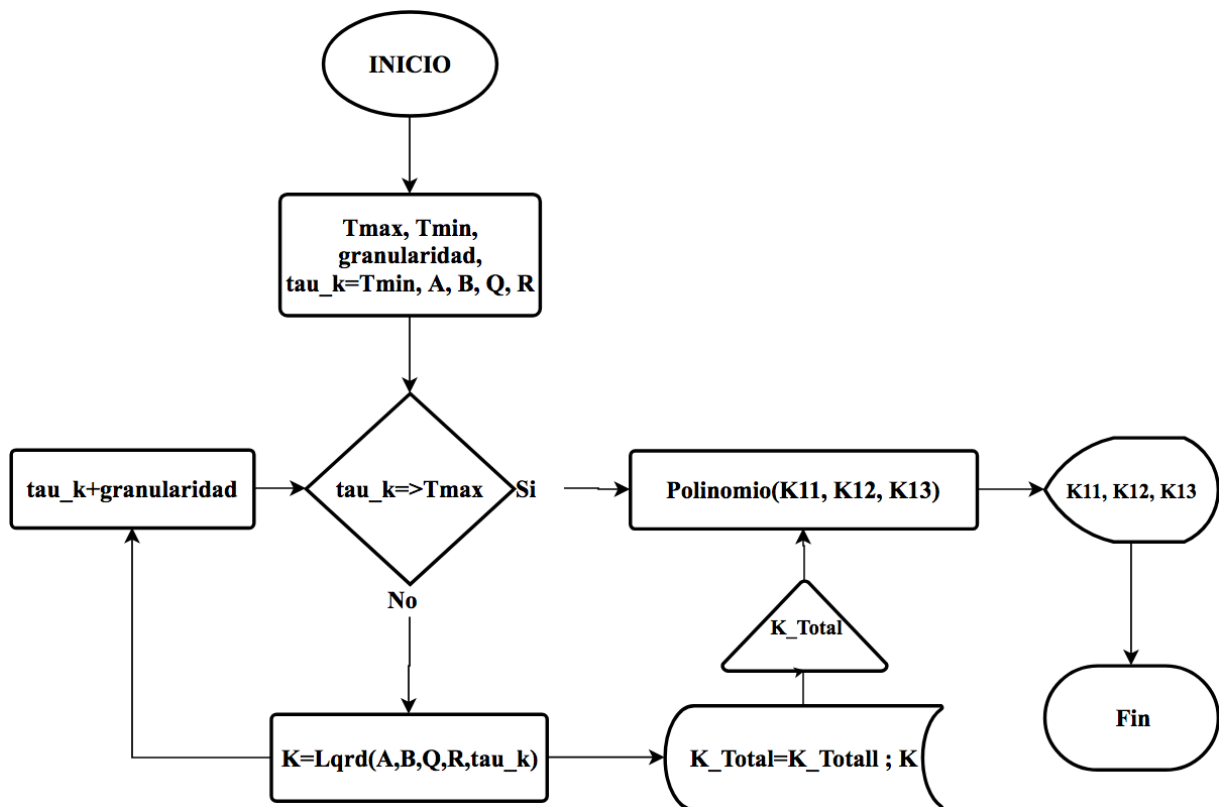 INICIO
Tmax, Tmin,
granularidad,
tau_k=Tmin, A, B, Q, R
tau_k+granularidad
tau_k=>Tmax
Si
Polinomio(K11, K12, K13)
K11, K12, K13
No
K_Total
K=Lqrd(A,B,Q,R,tau_k)
K_Total=K_Totall ; K
Fin